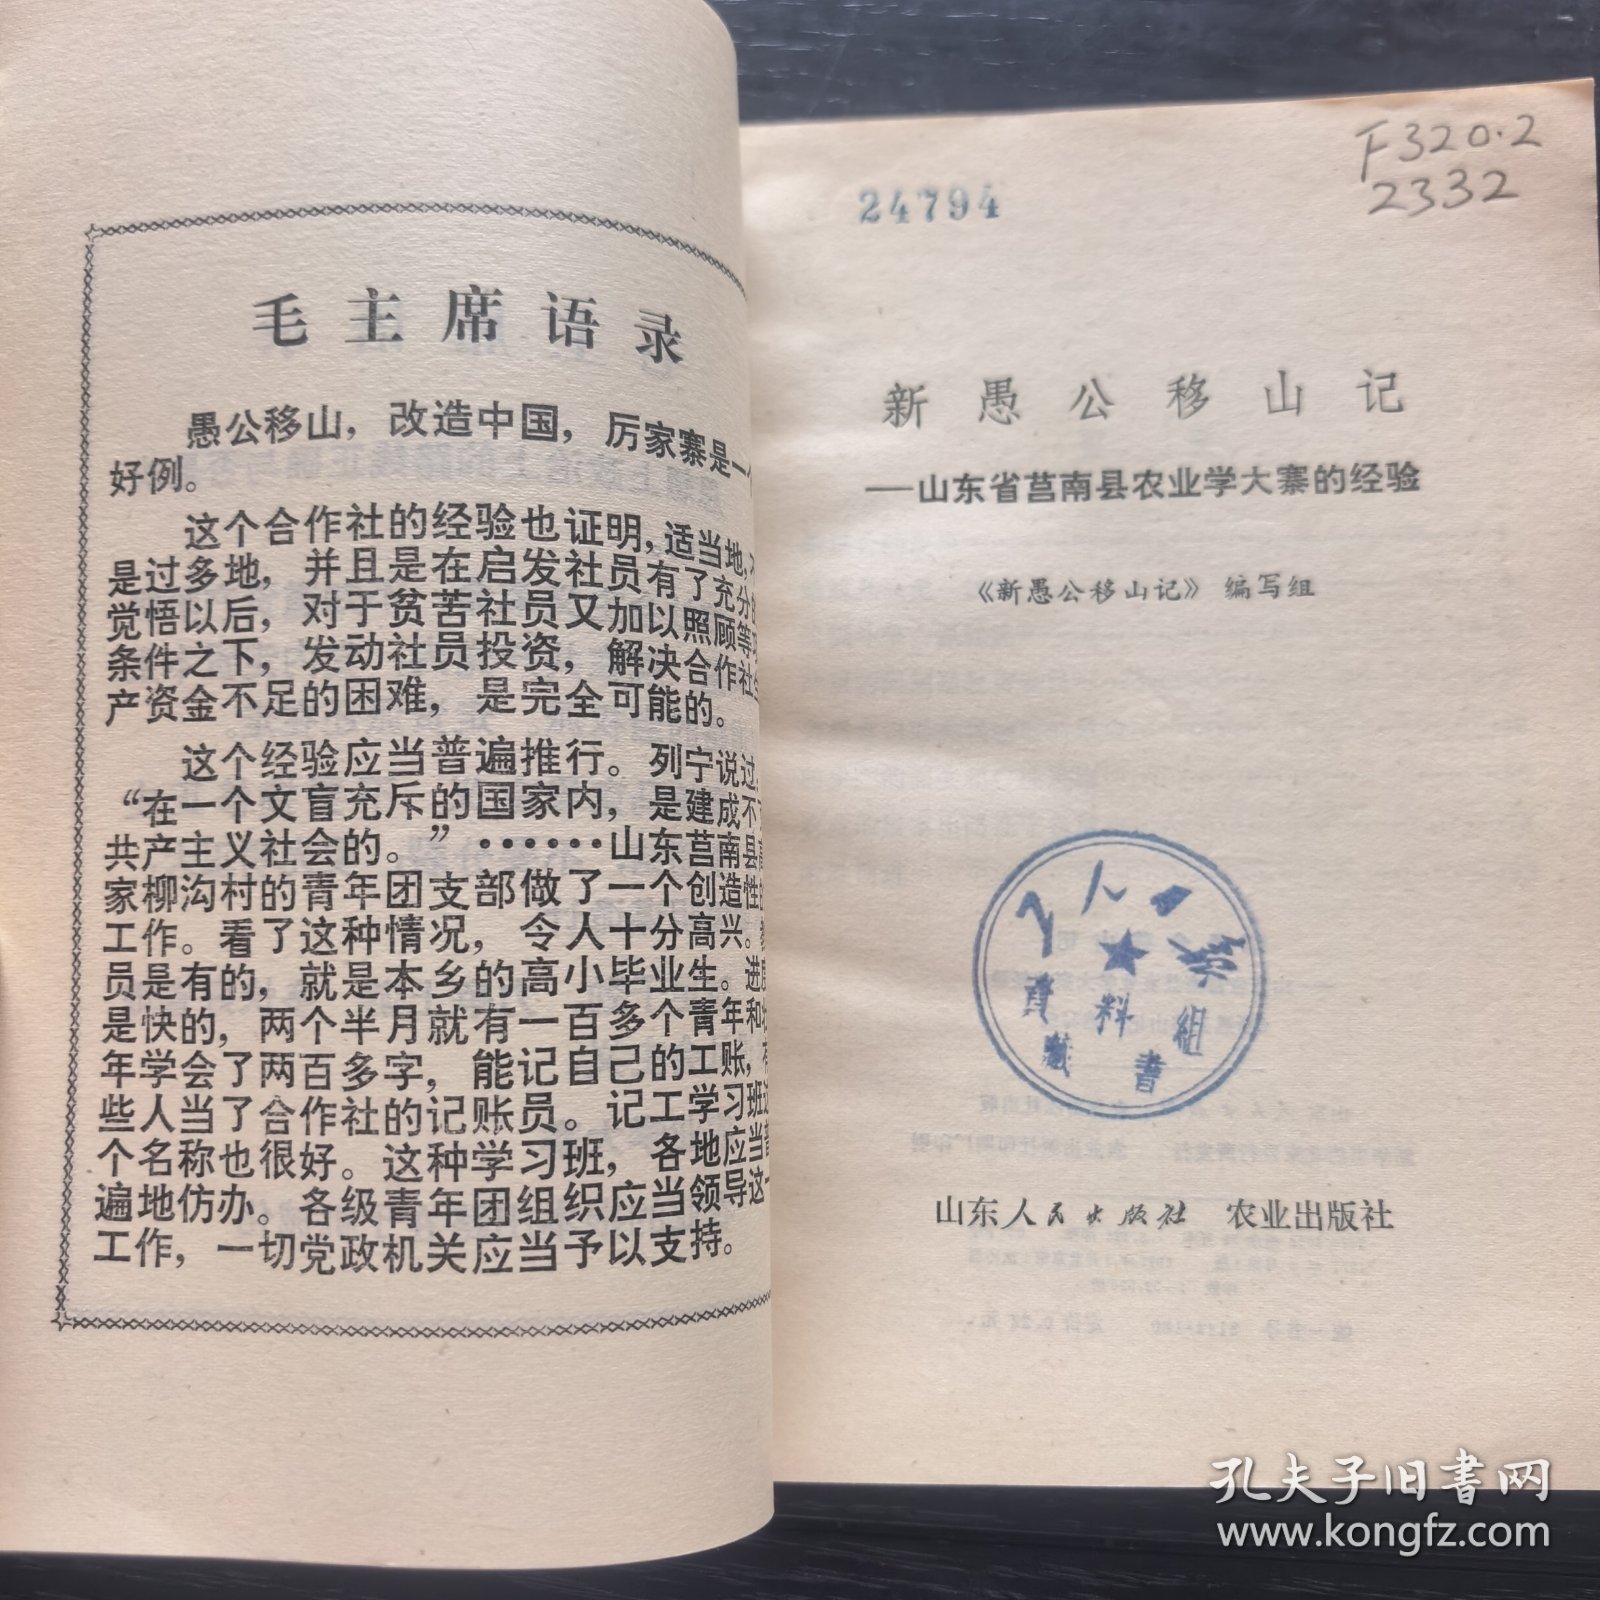 毛主席语录
愚公移山，改造中国，厉家寨是一
好例。
这个合作社的经验也证明，适当地，
是过多地，并且是在启发社员有了充分
觉悟以后，对于贫苦社员又加以照顾等
条件之下，发动社员投资，解决合作社
产资金不足的困难，是完全可能的。
这个经验应当普遍推行。列宁说过
“在一个文盲充斥的国家内，是建成不了
共产主义社会的。”……山东莒南县高
家柳沟村的青年团支部做了一个创造性
工作。看了这种情况，令人十分高兴。教
员是有的，就是本乡的高小毕业生。进度
是快的，两个半月就有一百多个青年和壮
年学会了两百多字，能记自己的工账，有
些人当了合作社的记账员。记工学习班这
个名称也很好。这种学习班，各地应当普
遍地仿办。各级青年团组织应当领导这一
工作，一切党政机关应当予以支持。
24794
F320.2
2332
新愚公移山记
—山东省莒南县农业学大寨的经验
《新愚公移山记》编写组
资料组
藏书
山东人民出版社 农业出版社
孔夫子旧书网
www.kongfz.com